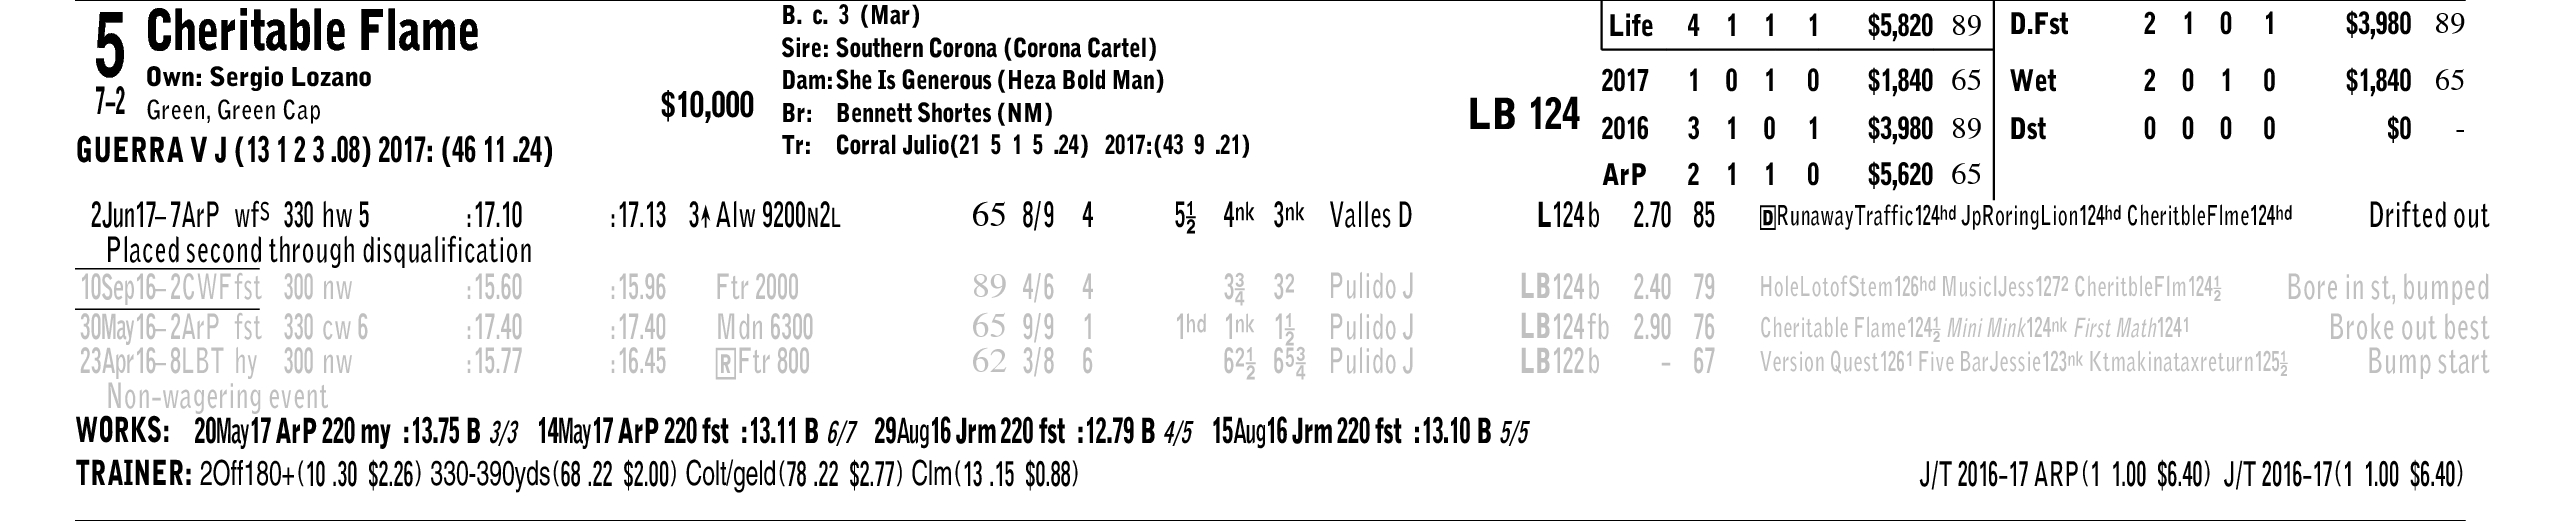 5 Cheritable Flame
Own: Sergio Lozano
7–2 Green, Green Cap $10,000
GUERRA V J (13 1 2 3 .08) 2017: (46 11 .24)
B. c. 3 (Mar)
Sire: Southern Corona (Corona Cartel)
Dam: She Is Generous (Heza Bold Man)
Br: Bennett Shortes (NM)
Tr: Corral Julio(21 5 1 5 .24) 2017:(43 9 .21)
LB 124
Life 4 1 1 1 $5,820 89 D.Fst 2 1 0 1 $3,980 89
2017 1 0 1 0 $1,840 65 Wet 2 0 1 0 $1,840 65
2016 3 1 0 1 $3,980 89 Dst 0 0 0 0 $0 -
ArP 2 1 1 0 $5,620 65
2Jun17–7ArP wfS 330 hw 5 :17.10 :17.13 3↑ Alw 9200N2L 65 8/9 4 5½ 4nk 3nk Valles D L124b 2.70 85 DRunawayTraffic124hd JpRoringLion124hd CheritbleFlme124hd Drifted out
Placed second through disqualification
10Sep16–2CWF fst 300 nw :15.60 :15.96 Ftr 2000 89 4/6 4 3¾ 32 Pulido J LB124b 2.40 79 HoleLotofStem126hd MusicIJess1272 CheritbleFlm124½ Bore in st, bumped
30May16–2ArP fst 330 cw 6 :17.40 :17.40 Mdn 6300 65 9/9 1 1hd 1nk 1½ Pulido J LB124fb 2.90 76 Cheritable Flame124½ Mini Mink124nk First Math1241 Broke out best
23Apr16–8LBT hy 300 nw :15.77 :16.45 RFtr 800 62 3/8 6 62½ 65¾ Pulido J LB122b - 67 Version Quest1261 Five BarJessie123nk Ktmakinataxreturn125½ Bump start
Non–wagering event
WORKS: 20May17 ArP 220 my :13.75 B 3/3 14May17 ArP 220 fst :13.11 B 6/7 29Aug16 Jrm 220 fst :12.79 B 4/5 15Aug16 Jrm 220 fst :13.10 B 5/5
TRAINER: 2Off180+(10 .30 $2.26) 330-390yds(68 .22 $2.00) Colt/geld(78 .22 $2.77) Clm(13 .15 $0.88) J/T 2016–17 ARP(1 1.00 $6.40) J/T 2016–17(1 1.00 $6.40)